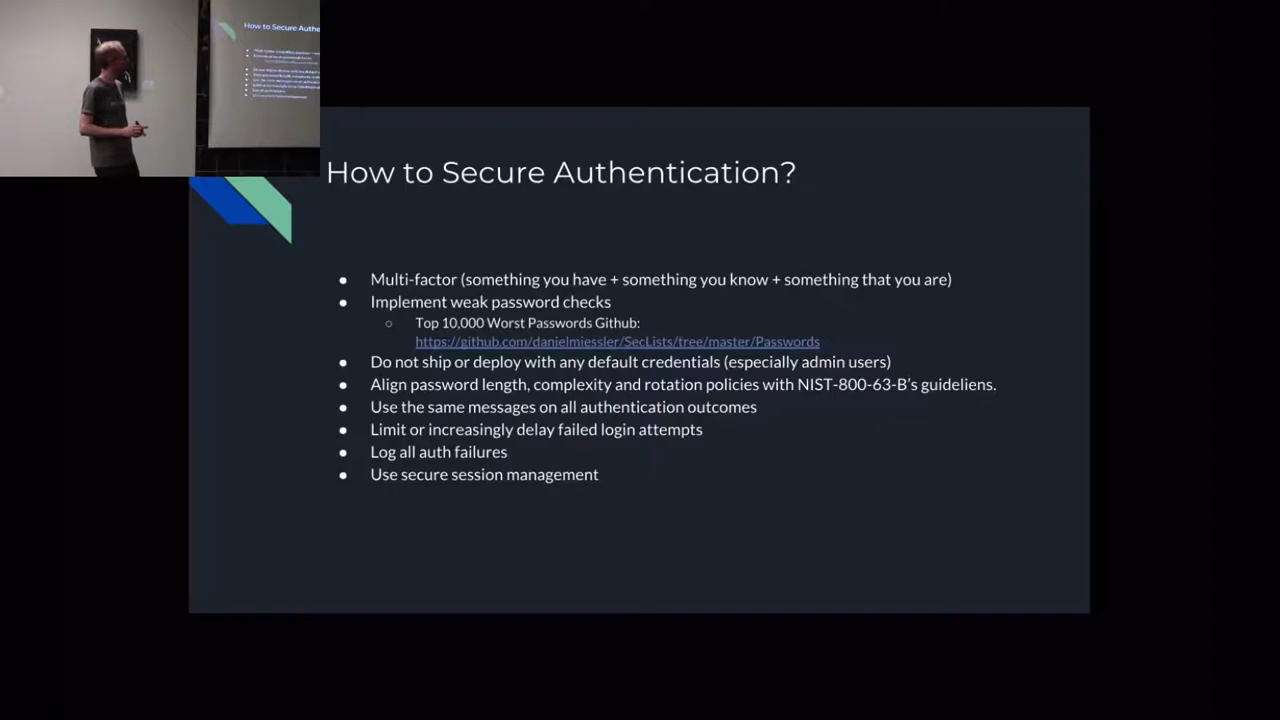 How to Secure Authe
How to Secure Authentication?
● Multi-factor (something you have + something you know + something that you are)
● Implement weak password checks
○ Top 10,000 Worst Passwords Github:
https://github.com/danielmiessler/SecLists/tree/master/Passwords
● Do not ship or deploy with any default credentials (especially admin users)
● Align password length, complexity and rotation policies with NIST-800-63-B's guideliens.
● Use the same messages on all authentication outcomes
● Limit or increasingly delay failed login attempts
● Log all auth failures
● Use secure session management